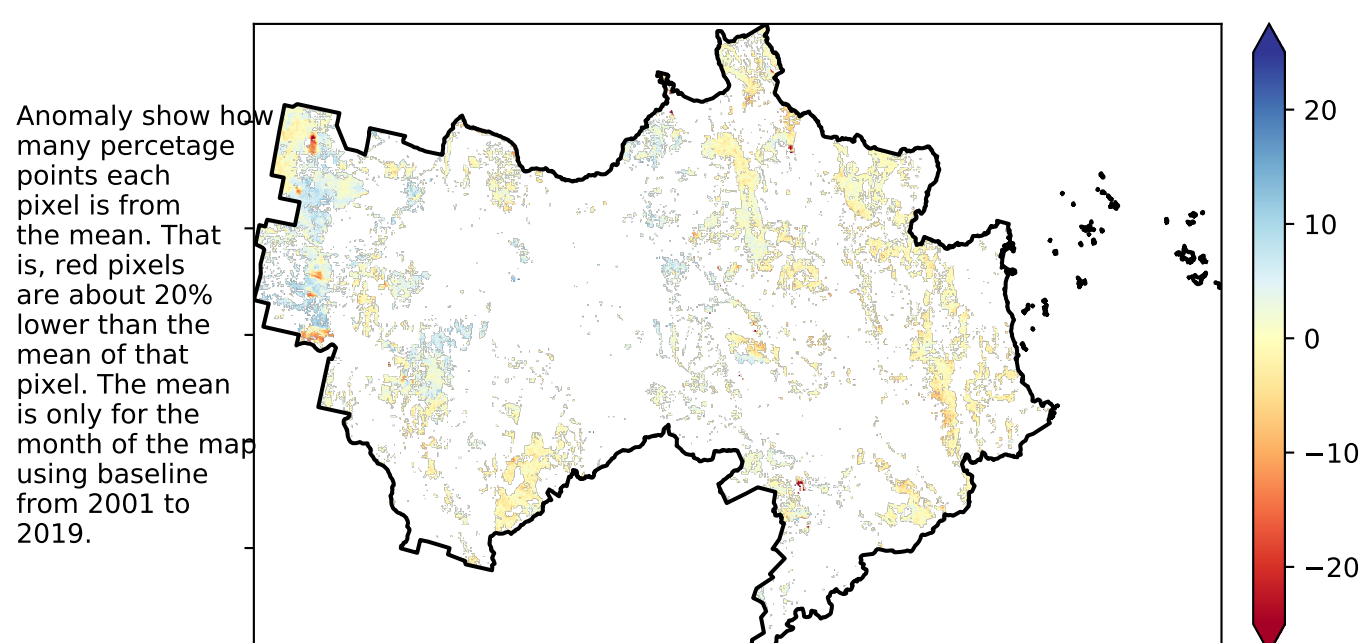 Anomaly show how
many percetage
points each
pixel is from
the mean. That
is, red pixels
are about 20%
lower than the
mean of that
pixel. The mean
is only for the
month of the map
using baseline
from 2001 to
2019.
20
10
0
−10
−20